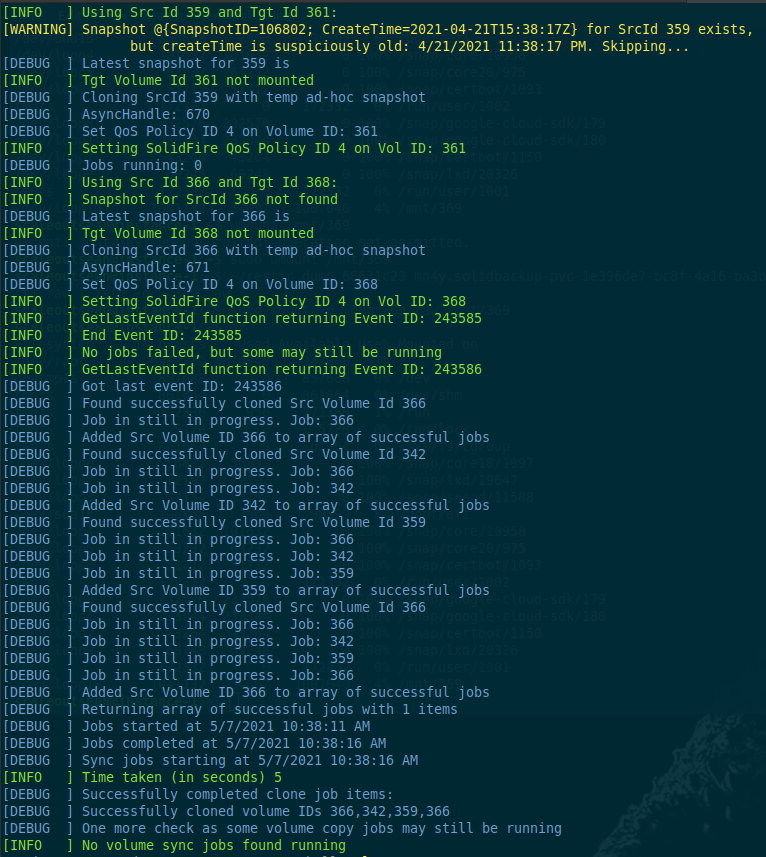 [INFO   ] Using Src Id 359 and Tgt Id 361:
[WARNING] Snapshot @{SnapshotID=106802; CreateTime=2021-04-21T15:38:17Z} for SrcId 359 exists,
but createTime is suspiciously old: 4/21/2021 11:38:17 PM. Skipping...
[DEBUG  ] Latest snapshot for 359 is
[INFO   ] Tgt Volume Id 361 not mounted
[DEBUG  ] Cloning SrcId 359 with temp ad-hoc snapshot
[DEBUG  ] AsyncHandle: 670
[DEBUG  ] Set QoS Policy ID 4 on Volume ID: 361
[INFO   ] Setting SolidFire QoS Policy ID 4 on Vol ID: 361
[DEBUG  ] Jobs running: 0
[INFO   ] Using Src Id 366 and Tgt Id 368:
[INFO   ] Snapshot for SrcId 366 not found
[DEBUG  ] Latest snapshot for 366 is
[INFO   ] Tgt Volume Id 368 not mounted
[DEBUG  ] Cloning SrcId 366 with temp ad-hoc snapshot
[DEBUG  ] AsyncHandle: 671
[DEBUG  ] Set QoS Policy ID 4 on Volume ID: 368
[INFO   ] Setting SolidFire QoS Policy ID 4 on Vol ID: 368
[INFO   ] GetLastEventId function returning Event ID: 243585
[INFO   ] End Event ID: 243585
[INFO   ] No jobs failed, but some may still be running
[INFO   ] GetLastEventId function returning Event ID: 243586
[DEBUG  ] Got last event ID: 243586
[DEBUG  ] Found successfully cloned Src Volume Id 366
[DEBUG  ] Job in still in progress. Job: 366
[DEBUG  ] Added Src Volume ID 366 to array of successful jobs
[DEBUG  ] Found successfully cloned Src Volume Id 342
[DEBUG  ] Job in still in progress. Job: 366
[DEBUG  ] Job in still in progress. Job: 342
[DEBUG  ] Added Src Volume ID 342 to array of successful jobs
[DEBUG  ] Found successfully cloned Src Volume Id 359
[DEBUG  ] Job in still in progress. Job: 366
[DEBUG  ] Job in still in progress. Job: 342
[DEBUG  ] Job in still in progress. Job: 359
[DEBUG  ] Added Src Volume ID 359 to array of successful jobs
[DEBUG  ] Found successfully cloned Src Volume Id 366
[DEBUG  ] Job in still in progress. Job: 366
[DEBUG  ] Job in still in progress. Job: 342
[DEBUG  ] Job in still in progress. Job: 359
[DEBUG  ] Job in still in progress. Job: 366
[DEBUG  ] Added Src Volume ID 366 to array of successful jobs
[DEBUG  ] Returning array of successful jobs with 1 items
[DEBUG  ] Jobs started at 5/7/2021 10:38:11 AM
[DEBUG  ] Jobs completed at 5/7/2021 10:38:16 AM
[DEBUG  ] Sync jobs starting at 5/7/2021 10:38:16 AM
[INFO   ] Time taken (in seconds) 5
[DEBUG  ] Successfully completed clone job items:
[DEBUG  ] Successfully cloned volume IDs 366,342,359,366
[DEBUG  ] One more check as some volume copy jobs may still be running
[INFO   ] No volume sync jobs found running